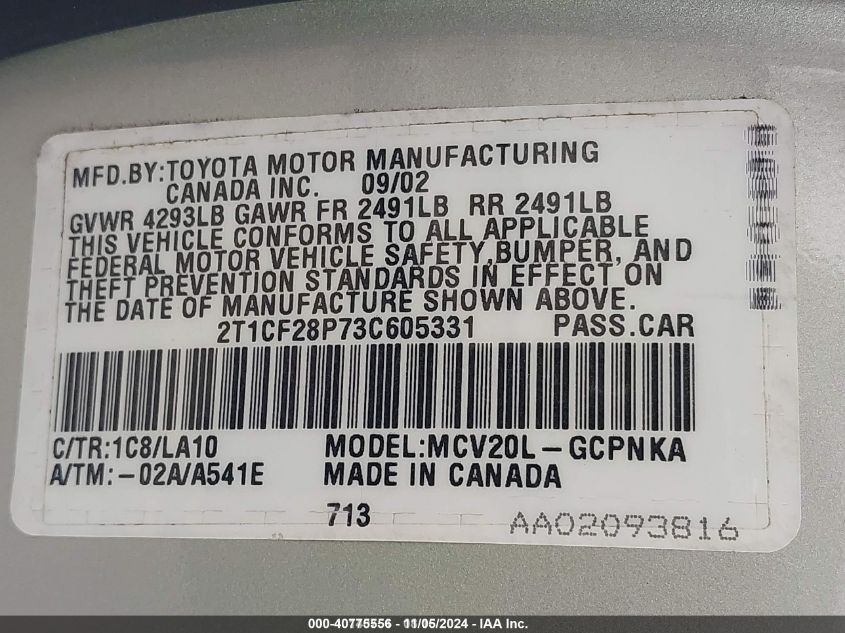 MFD.BY:TOYOTA MOTOR MANUFACTURING
CANADA INC. 09/02
GVWR 4293LB GAWR FR 2491LB RR 2491LB
THIS VEHICLE CONFORMS TO ALL APPLICABLE
FEDERAL MOTOR VEHICLE SAFETY,BUMPER, AND
THEFT PREVENTION STANDARDS IN EFFECT ON
THE DATE OF MANUFACTURE SHOWN ABOVE.
2T1CF28P73C605331 PASS.CAR
C/TR:1C8/LA10 MODEL:MCV20L-GCPNKA
A/TM:-02A/A541E MADE IN CANADA
713 AA02093816
000-40775556 - 11/06/2024 - IAA Inc.